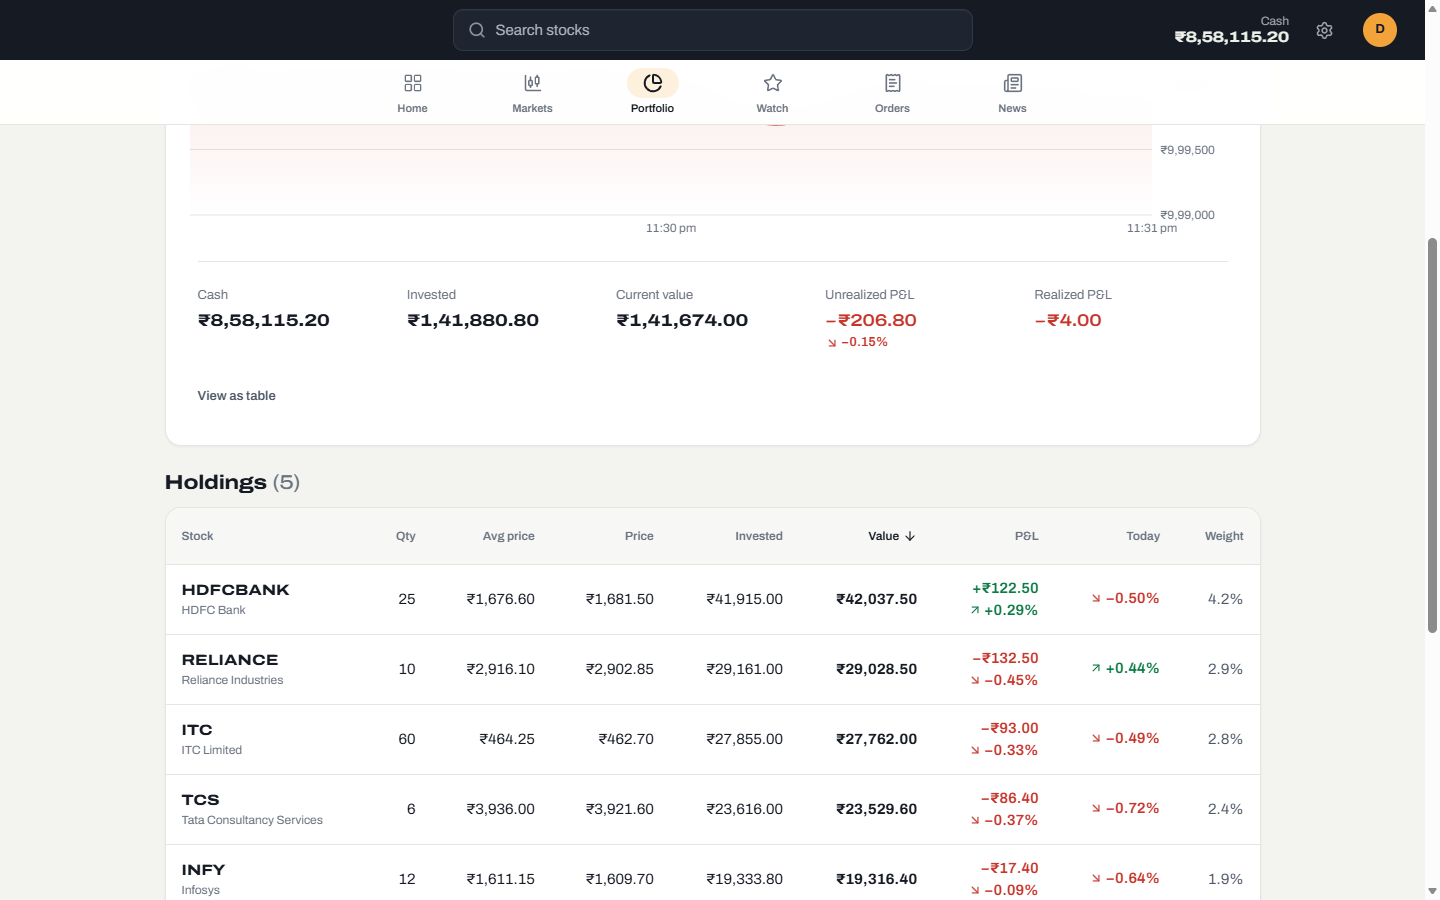 Search stocks
Cash
₹8,58,115.20
D
Home
Markets
Portfolio
Watch
Orders
News
₹9,99,500
₹9,99,000
11:30 pm
11:31 pm
Cash
₹8,58,115.20
Invested
₹1,41,880.80
Current value
₹1,41,674.00
Unrealized P&L
−₹206.80
−0.15%
Realized P&L
−₹4.00
View as table
Holdings (5)
Stock Qty Avg price Price Invested Value P&L Today Weight
HDFCBANK
HDFC Bank
25 ₹1,676.60 ₹1,681.50 ₹41,915.00 ₹42,037.50
+₹122.50
+0.29%
−0.50% 4.2%
RELIANCE
Reliance Industries
10 ₹2,916.10 ₹2,902.85 ₹29,161.00 ₹29,028.50
−₹132.50
−0.45%
+0.44% 2.9%
ITC
ITC Limited
60 ₹464.25 ₹462.70 ₹27,855.00 ₹27,762.00
−₹93.00
−0.33%
−0.49% 2.8%
TCS
Tata Consultancy Services
6 ₹3,936.00 ₹3,921.60 ₹23,616.00 ₹23,529.60
−₹86.40
−0.37%
−0.72% 2.4%
INFY
Infosys
12 ₹1,611.15 ₹1,609.70 ₹19,333.80 ₹19,316.40
−₹17.40
−0.09%
−0.64% 1.9%